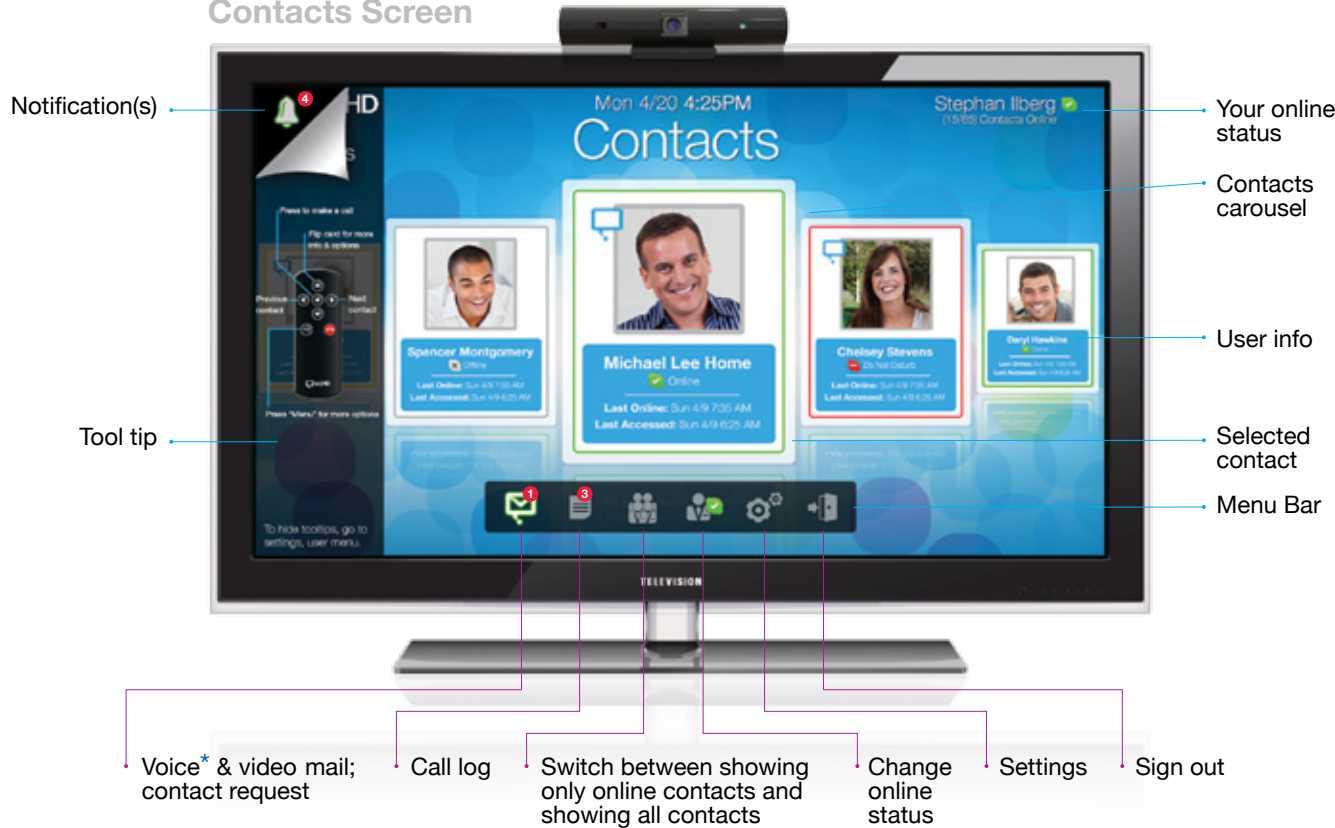 Contacts Screen
Notification(s)
4
HD
s
Mon 4/20 4:25PM
Contacts
Stephan Ilberg
(15/65) Contacts Online
Your online
status
Contacts
carousel
Press to make a call
Flip card for more
info & options
Previous
contact
Next
contact
Press "Menu" for more options
Tool tip
To hide tooltips, go to
settings, user menu.
Spencer Montgomery
Offline
Last Online: Sun 4/9 7:35 AM
Last Accessed: Sun 4/9 6:25 AM
Michael Lee Home
Online
Last Online: Sun 4/9 7:35 AM
Last Accessed: Sun 4/9 6:25 AM
Chelsey Stevens
Do Not Disturb
Last Online: Sun 4/9 7:35 AM
Last Accessed: Sun 4/9 6:25 AM
Daryl Hawkins
User info
Selected
contact
Menu Bar
1
3
TELEVISION
Voice* & video mail;
contact request
Call log
Switch between showing
only online contacts and
showing all contacts
Change
online
status
Settings
Sign out